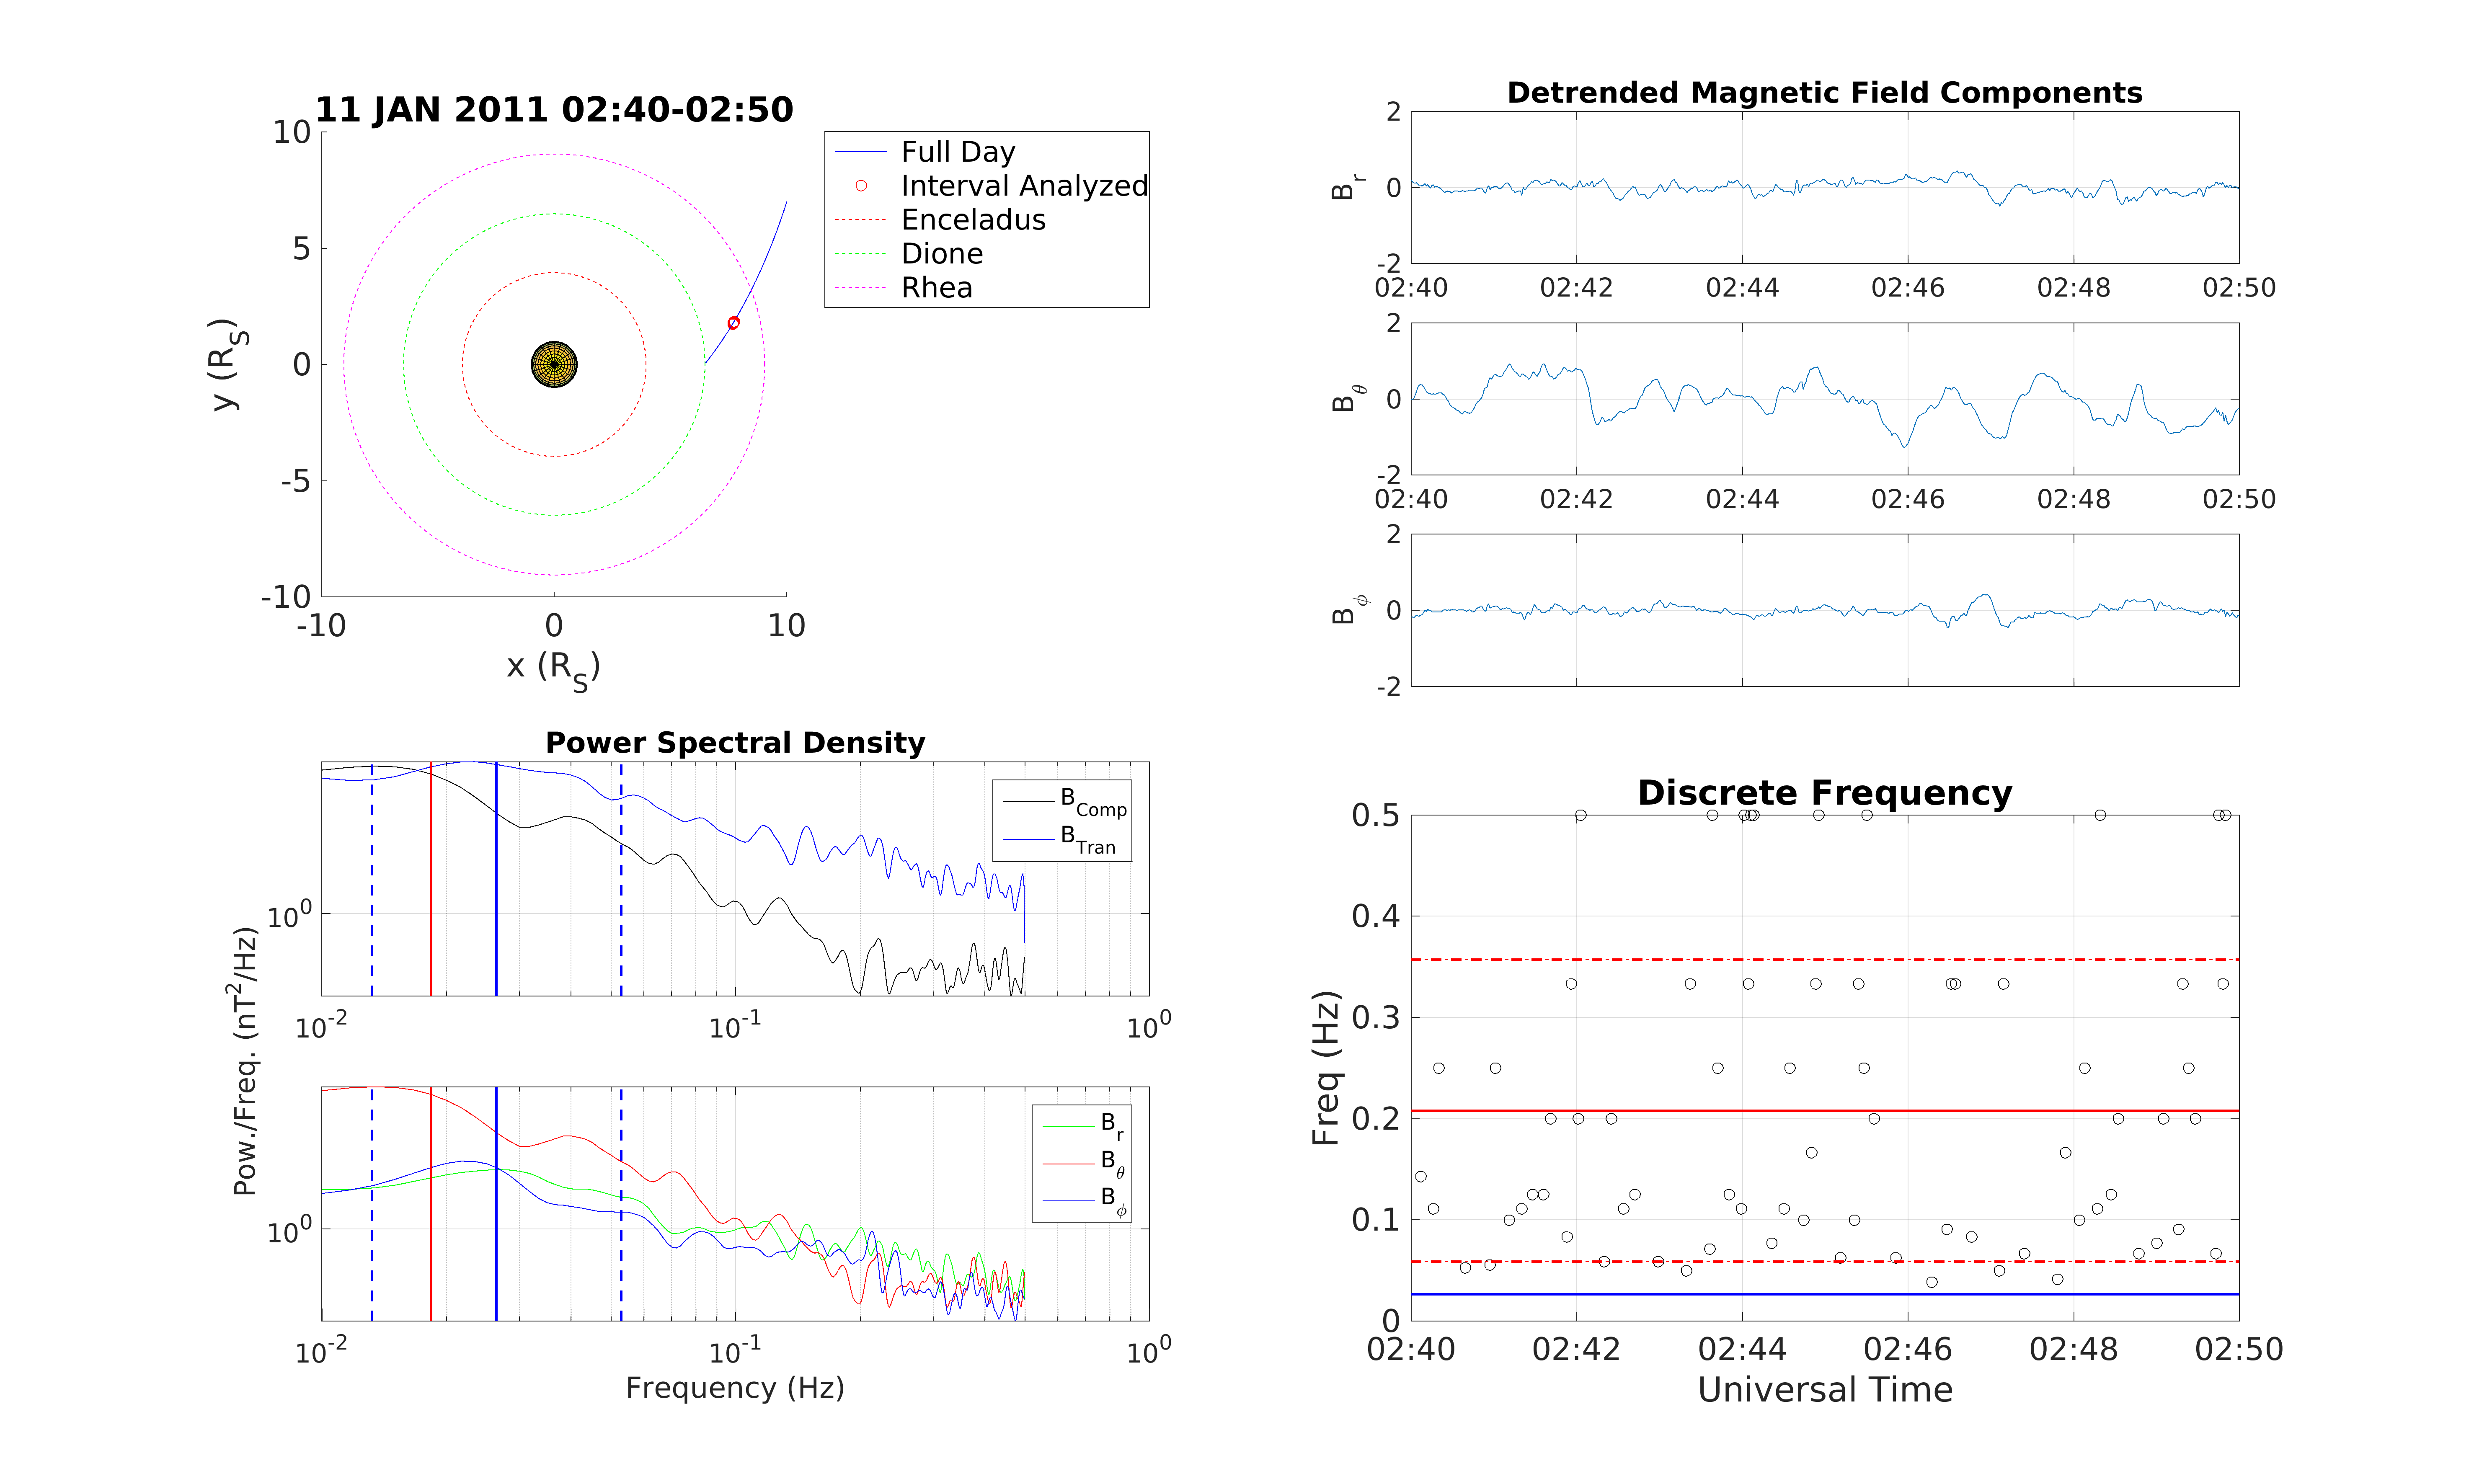 11 JAN 2011 02:40-02:50
10
5
0
-5
-10
-10 0 10
y (R_S)
x (R_S)
Full Day
Interval Analyzed
Enceladus
Dione
Rhea
Detrended Magnetic Field Components
2
0
-2
B_r
02:40 02:42 02:44 02:46 02:48 02:50
2
0
-2
B_θ
02:40 02:42 02:44 02:46 02:48 02:50
2
0
-2
B_ϕ
Power Spectral Density
10^0
B_Comp
B_Tran
10^-2 10^-1 10^0
Pow./Freq. (nT^2/Hz)
10^0
B_r
B_θ
B_ϕ
10^-2 10^-1 10^0
Frequency (Hz)
Discrete Frequency
0.5
0.4
0.3
0.2
0.1
0
Freq (Hz)
02:40 02:42 02:44 02:46 02:48 02:50
Universal Time